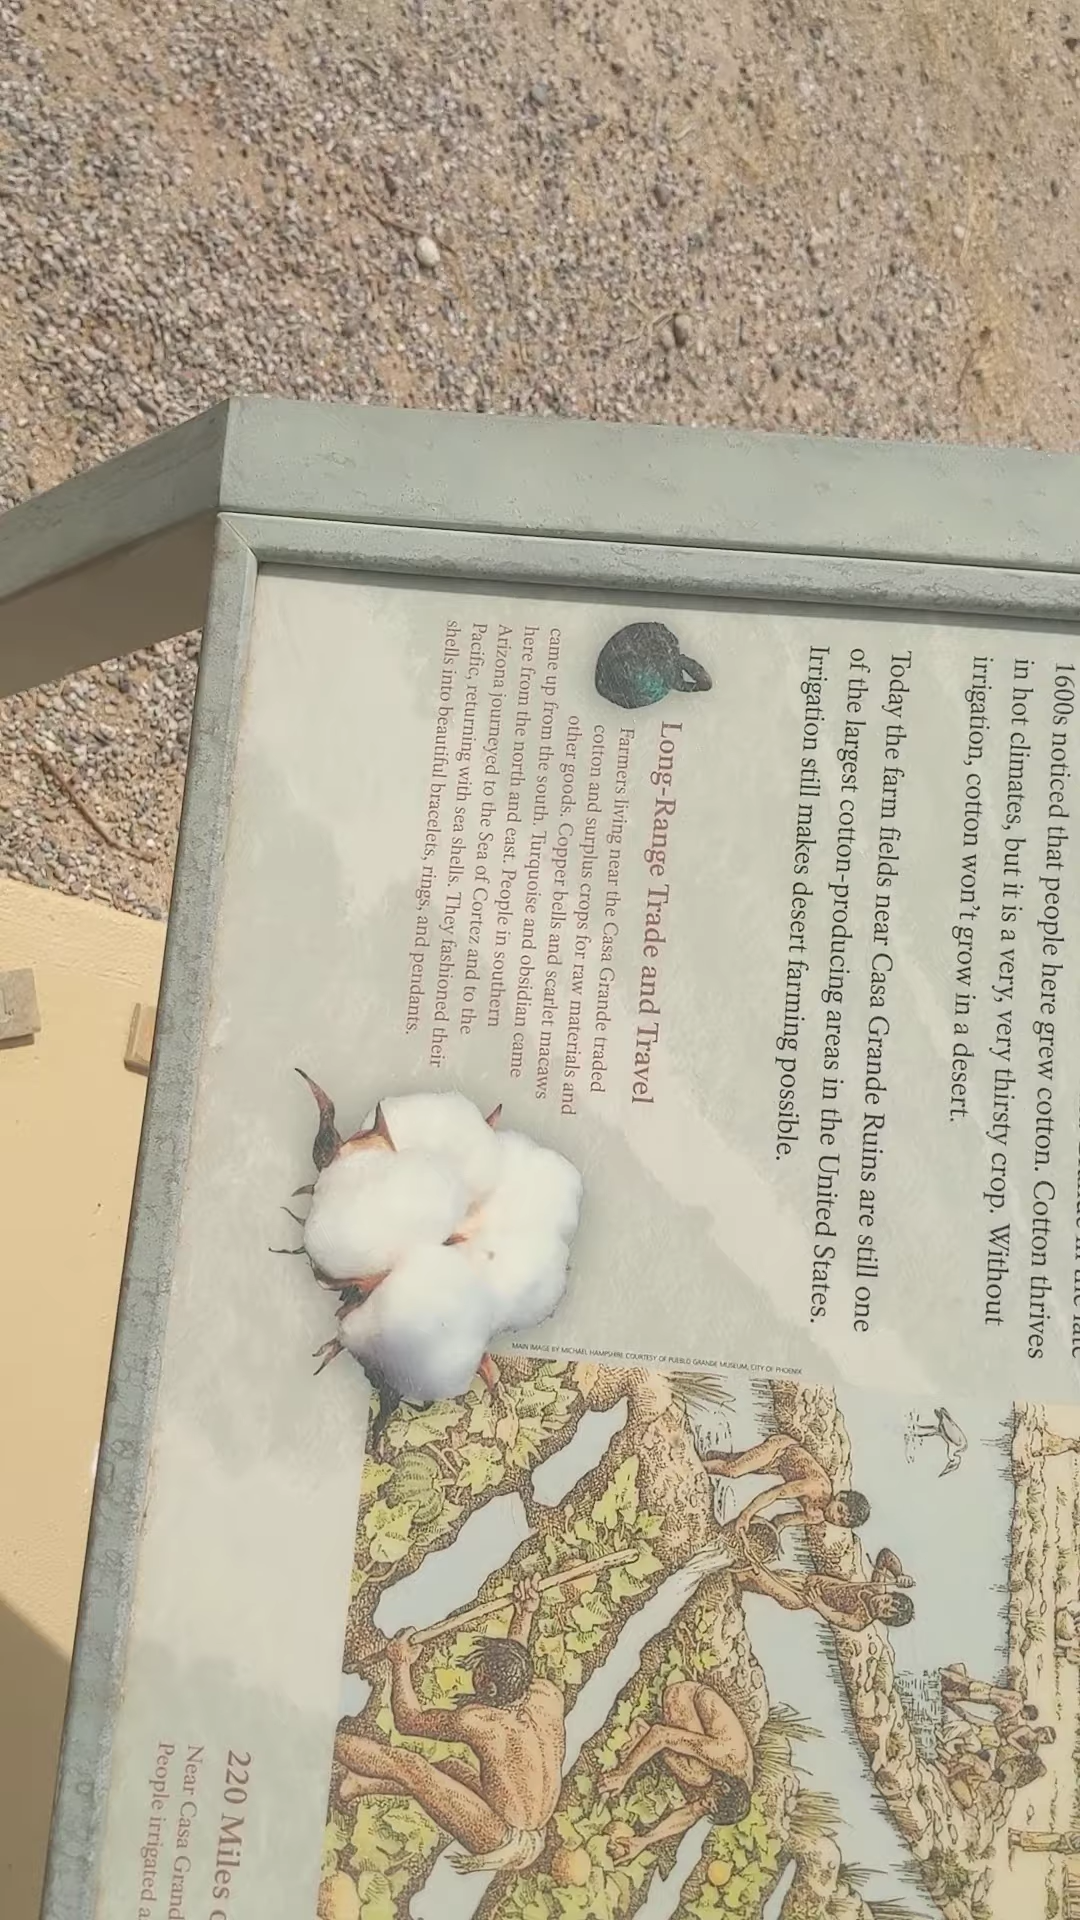 1600s noticed that people here grew cotton. Cotton thrives
in hot climates, but it is a very, very thirsty crop. Without
irrigation, cotton won't grow in a desert.
Today the farm fields near Casa Grande Ruins are still one
of the largest cotton-producing areas in the United States.
Irrigation still makes desert farming possible.
Long-Range Trade and Travel
Farmers living near the Casa Grande traded
cotton and surplus crops for raw materials and
other goods. Copper bells and scarlet macaws
came up from the south. Turquoise and obsidian came
here from the north and east. People in southern
Arizona journeyed to the Sea of Cortez and to the
Pacific, returning with sea shells. They fashioned their
shells into beautiful bracelets, rings, and pendants.
MAIN IMAGE BY MICHAEL HAMPSHIRE COURTESY OF PUEBLO GRANDE MUSEUM, CITY OF PHOENIX
220 Miles
Near Casa Grand
People irrigated a